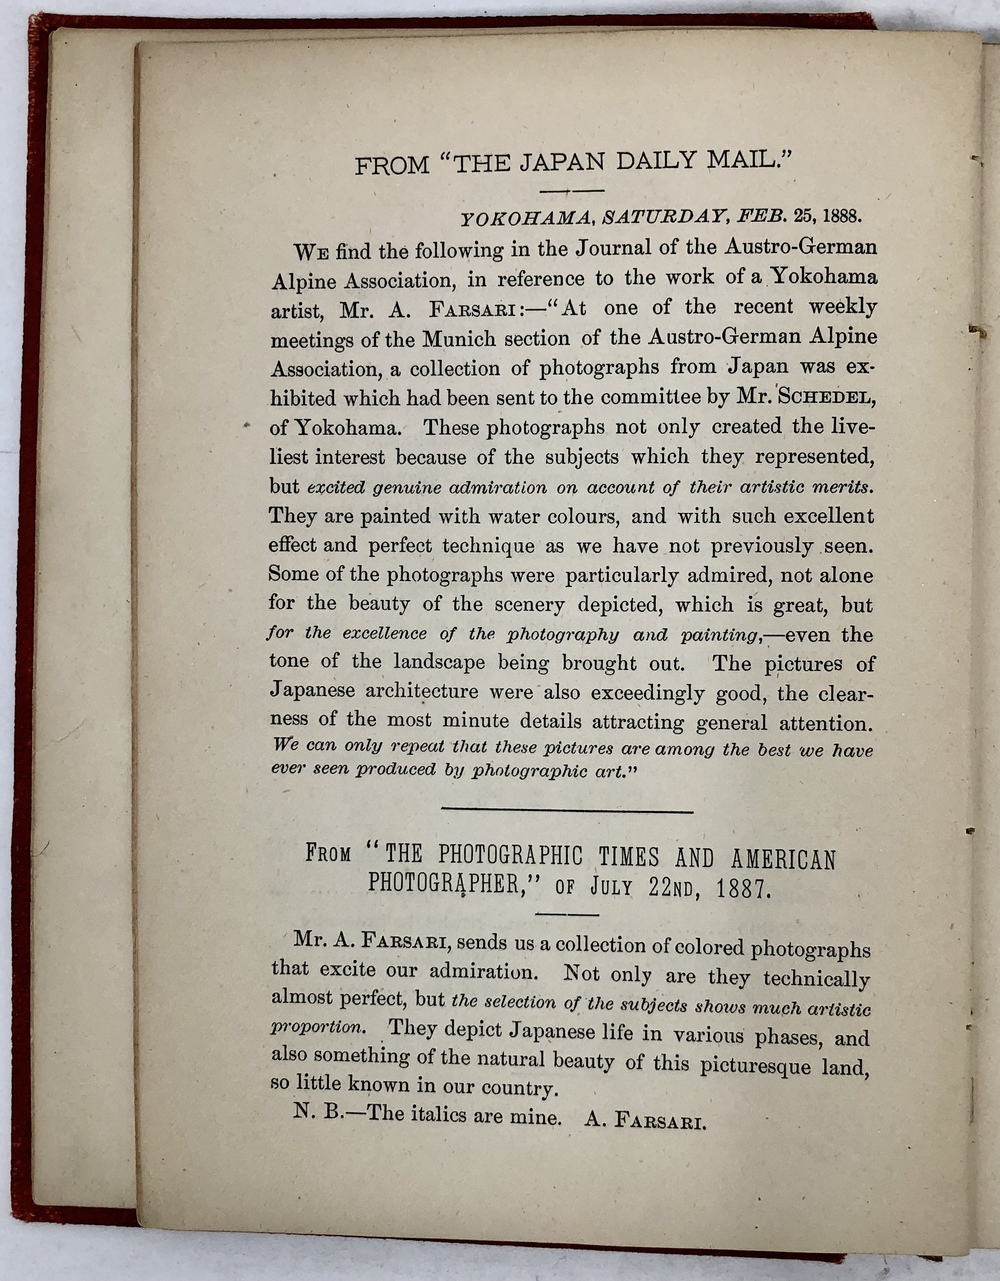 FROM “THE JAPAN DAILY MAIL.”
YOKOHAMA, SATURDAY, FEB. 25, 1888.
WE find the following in the Journal of the Austro-German
Alpine Association, in reference to the work of a Yokohama
artist, Mr. A. FARSARI:—“At one of the recent weekly
meetings of the Munich section of the Austro-German Alpine
Association, a collection of photographs from Japan was ex-
hibited which had been sent to the committee by Mr. SCHEDEL,
of Yokohama. These photographs not only created the live-
liest interest because of the subjects which they represented,
but excited genuine admiration on account of their artistic merits.
They are painted with water colours, and with such excellent
effect and perfect technique as we have not previously seen.
Some of the photographs were particularly admired, not alone
for the beauty of the scenery depicted, which is great, but
for the excellence of the photography and painting,—even the
tone of the landscape being brought out. The pictures of
Japanese architecture were also exceedingly good, the clear-
ness of the most minute details attracting general attention.
We can only repeat that these pictures are among the best we have
ever seen produced by photographic art.”
FROM “THE PHOTOGRAPHIC TIMES AND AMERICAN
PHOTOGRAPHER,” OF JULY 22ND, 1887.
Mr. A. FARSARI, sends us a collection of colored photographs
that excite our admiration. Not only are they technically
almost perfect, but the selection of the subjects shows much artistic
proportion. They depict Japanese life in various phases, and
also something of the natural beauty of this picturesque land,
so little known in our country.
N. B.—The italics are mine. A. FARSARI.